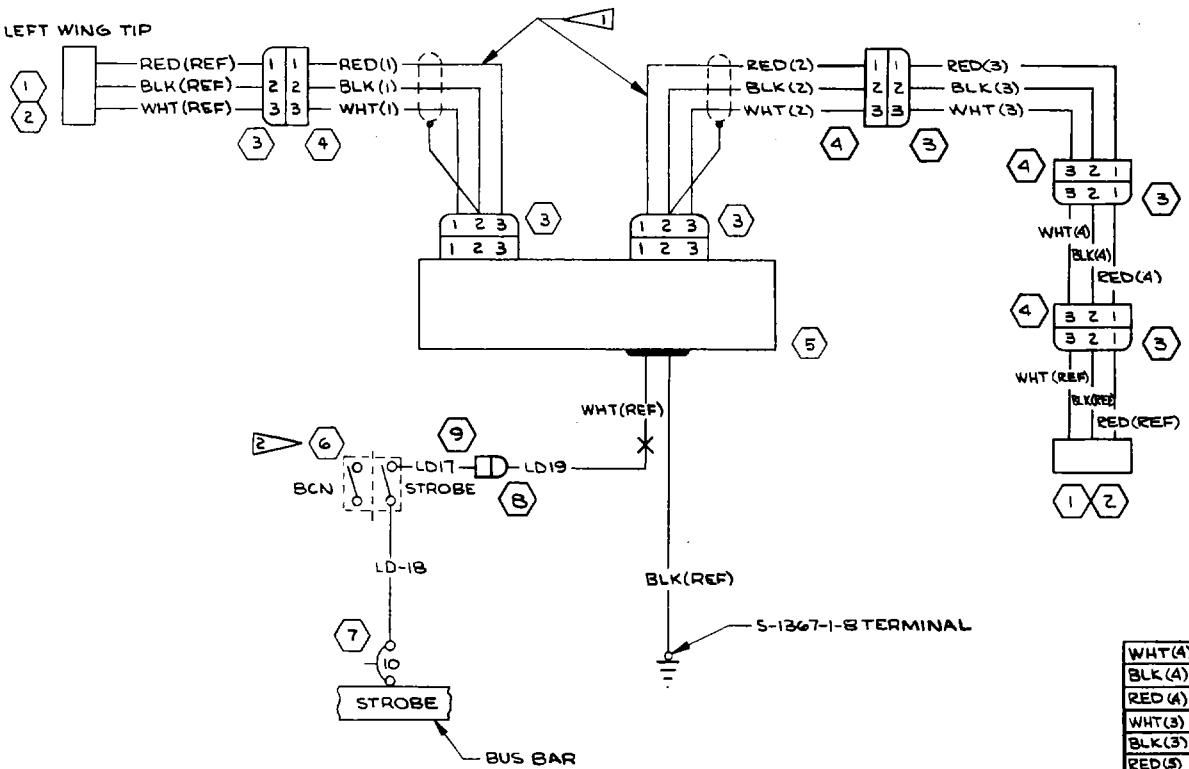 LEFT WING TIP
1
RED(REF) 1 1 RED(1)
BLK(REF) 2 2 BLK(1)
WHT(REF) 3 3 WHT(1)
1
2
3
4
RED(2) 1 1 RED(3)
BLK(2) 2 2 BLK(3)
WHT(2) 3 3 WHT(3)
4
3
1 2 3
1 2 3
3
1 2 3
1 2 3
3
4
3 2 1
3 2 1
3
WHT(4)
BLK(4)
RED(4)
4
3 2 1
3 2 1
3
WHT(REF)
BLK(REF)
RED(REF)
1
2
5
WHT(REF)
2
6
9
BCN
STROBE
LD17
LD19
8
LD-18
BLK(REF)
7
10
S-1367-1-8 TERMINAL
STROBE
BUS BAR
WHT(4)
BLK(4)
RED(4)
WHT(3)
BLK(3)
RED(3)